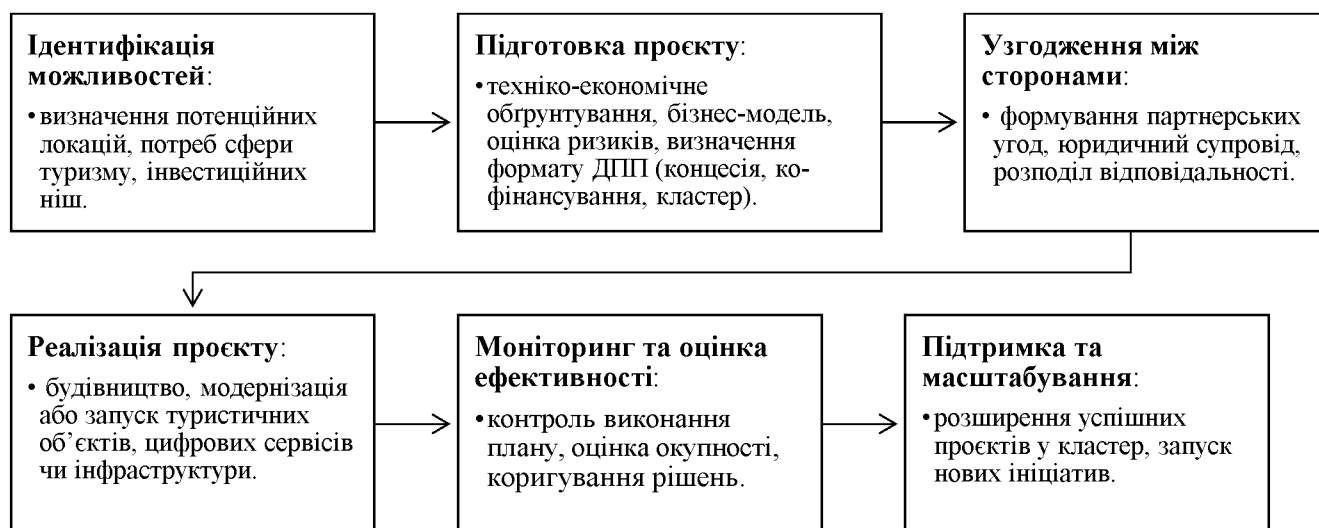 Ідентифікація
можливостей:
• визначення потенційних
локацій, потреб сфери
туризму, інвестиційних
ніш.
Підготовка проєкту:
• техніко-економічне
обґрунтування, бізнес-модель,
оцінка ризиків, визначення
формату ДПП (концесія, ко-
фінансування, кластер).
Узгодження між
сторонами:
• формування партнерських
угод, юридичний супровід,
розподіл відповідальності.
Реалізація проєкту:
• будівництво, модернізація
або запуск туристичних
об’єктів, цифрових сервісів
чи інфраструктури.
Моніторинг та оцінка
ефективності:
• контроль виконання
плану, оцінка окупності,
коригування рішень.
Підтримка та
масштабування:
• розширення успішних
проєктів у кластер, запуск
нових ініціатив.